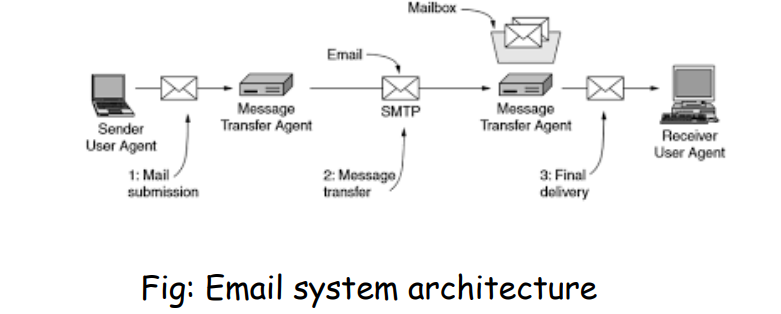 Mailbox
Email
Sender
User Agent
Message
Transfer Agent
SMTP
Message
Transfer Agent
Receiver
User Agent
1: Mail
submission
2: Message
transfer
3: Final
delivery
Fig: Email system architecture